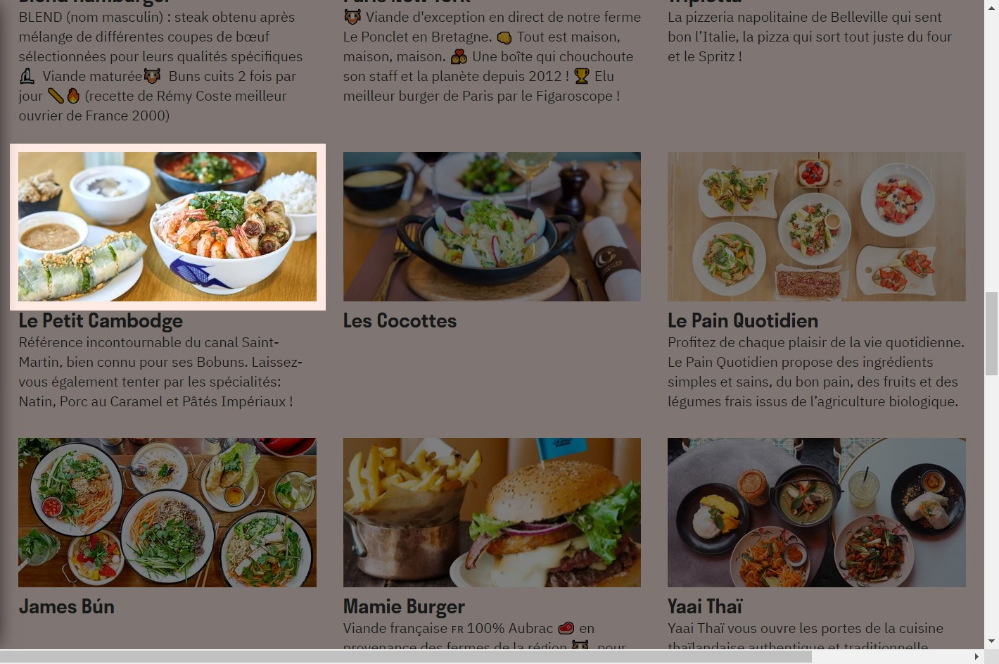 BLEND (nom masculin) : steak obtenu après
mélange de différentes coupes de bœuf
sélectionnées pour leurs qualités spécifiques
Viande maturée Buns cuits 2 fois par
jour (recette de Rémy Coste meilleur
ouvrier de France 2000)
Paris New York
Viande d'exception en direct de notre ferme
Le Ponclet en Bretagne. Tout est maison,
maison, maison. Une boîte qui chouchoute
son staff et la planète depuis 2012 ! Elu
meilleur burger de Paris par le Figaroscope !
La pizzeria napolitaine de Belleville qui sent
bon l’Italie, la pizza qui sort tout juste du four
et le Spritz !
Le Petit Cambodge
Référence incontournable du canal Saint-
Martin, bien connu pour ses Bobuns. Laissez-
vous également tenter par les spécialités:
Natin, Porc au Caramel et Pâtés Impériaux !
Les Cocottes
Le Pain Quotidien
Profitez de chaque plaisir de la vie quotidienne.
Le Pain Quotidien propose des ingrédients
simples et sains, du bon pain, des fruits et des
légumes frais issus de l’agriculture biologique.
James Bún
Mamie Burger
Viande française FR 100% Aubrac en
provenance des fermes de la région pour
Yaai Thaï
Yaai Thaï vous ouvre les portes de la cuisine
thaïlandaise authentique et traditionnelle